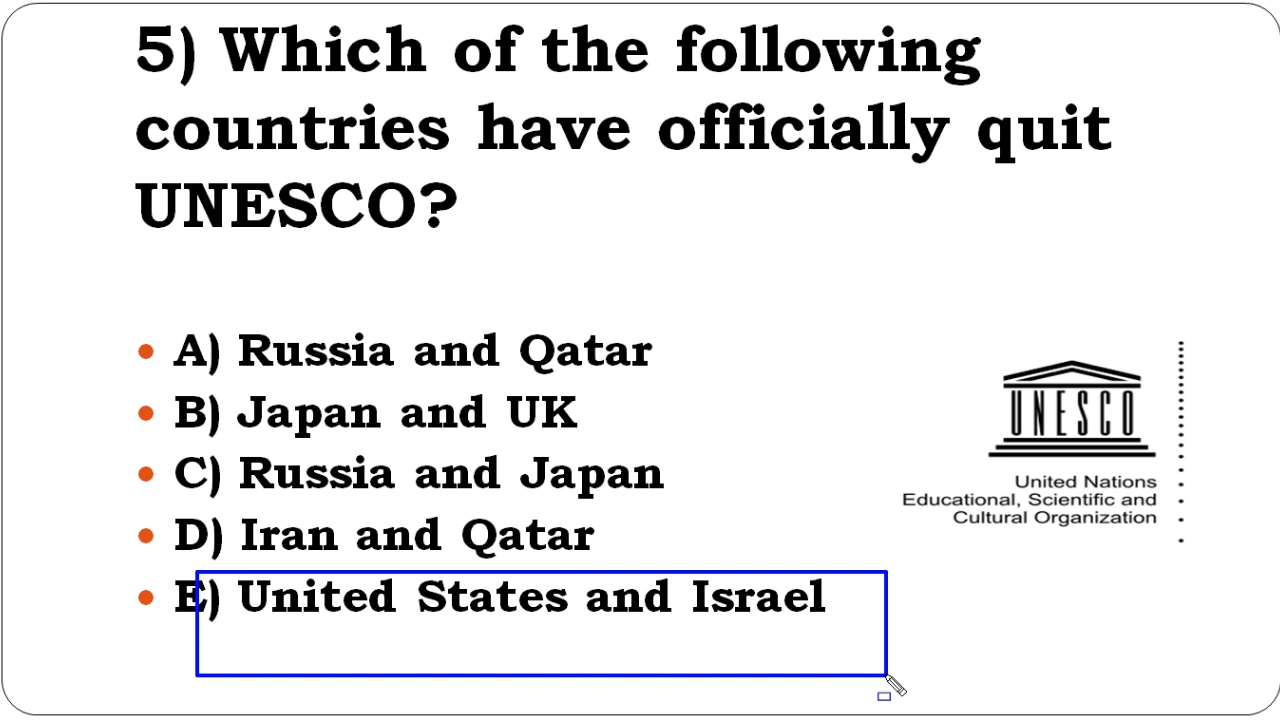 5) Which of the following
countries have officially quit
UNESCO?
A) Russia and Qatar
B) Japan and UK
C) Russia and Japan
D) Iran and Qatar
E) United States and Israel
UNESCO
United Nations
Educational, Scientific and
Cultural Organization